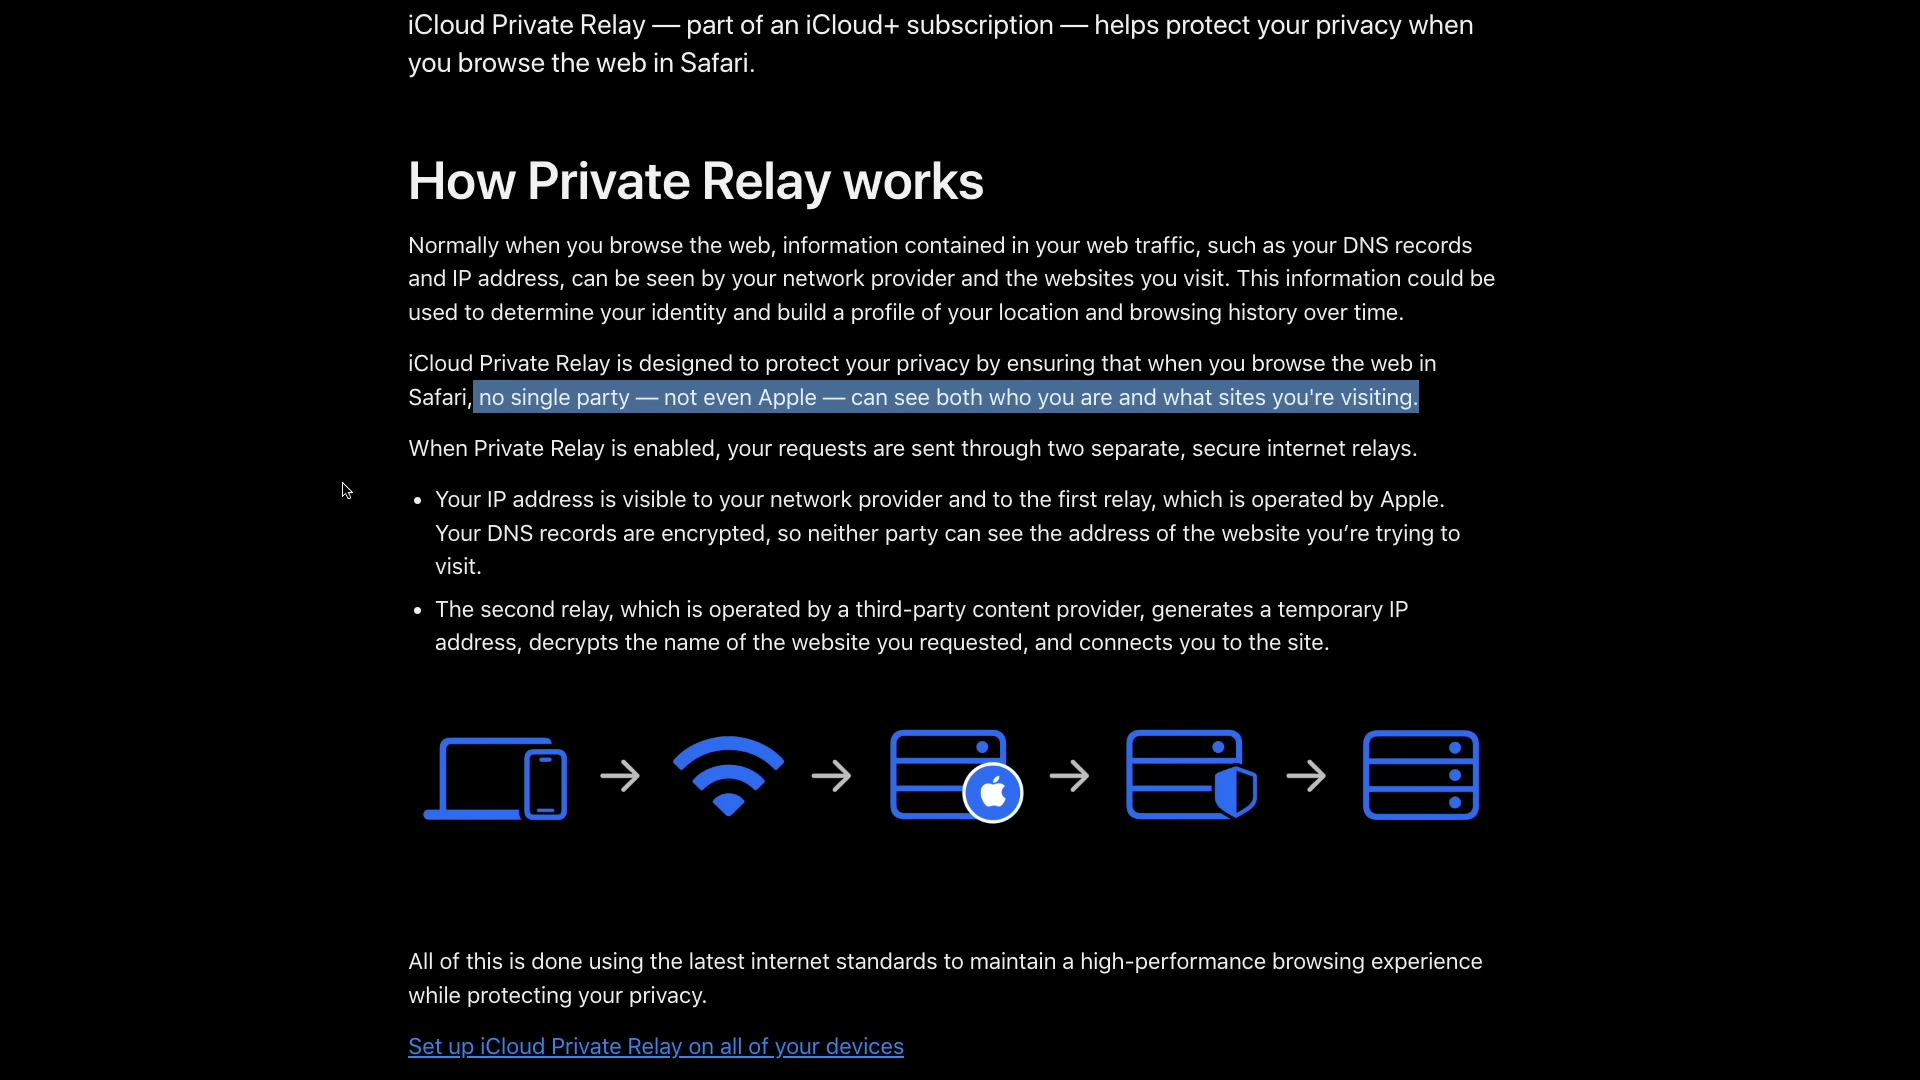 iCloud Private Relay — part of an iCloud+ subscription — helps protect your privacy when
you browse the web in Safari.
How Private Relay works
Normally when you browse the web, information contained in your web traffic, such as your DNS records
and IP address, can be seen by your network provider and the websites you visit. This information could be
used to determine your identity and build a profile of your location and browsing history over time.
iCloud Private Relay is designed to protect your privacy by ensuring that when you browse the web in
Safari, no single party — not even Apple — can see both who you are and what sites you're visiting.
When Private Relay is enabled, your requests are sent through two separate, secure internet relays.
• Your IP address is visible to your network provider and to the first relay, which is operated by Apple.
Your DNS records are encrypted, so neither party can see the address of the website you’re trying to
visit.
• The second relay, which is operated by a third-party content provider, generates a temporary IP
address, decrypts the name of the website you requested, and connects you to the site.
All of this is done using the latest internet standards to maintain a high-performance browsing experience
while protecting your privacy.
Set up iCloud Private Relay on all of your devices